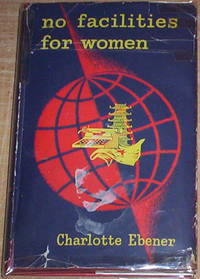 no facilities
for women
Charlotte Ebener